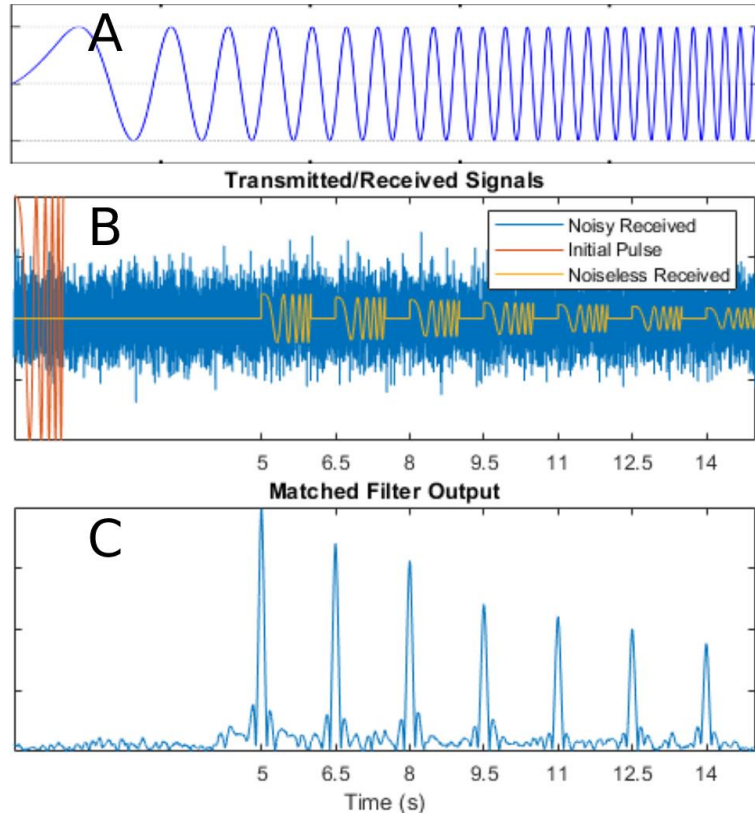 A
Transmitted/Received Signals
B
Noisy Received
Initial Pulse
Noiseless Received
5 6.5 8 9.5 11 12.5 14
Matched Filter Output
C
5 6.5 8 9.5 11 12.5 14
Time (s)